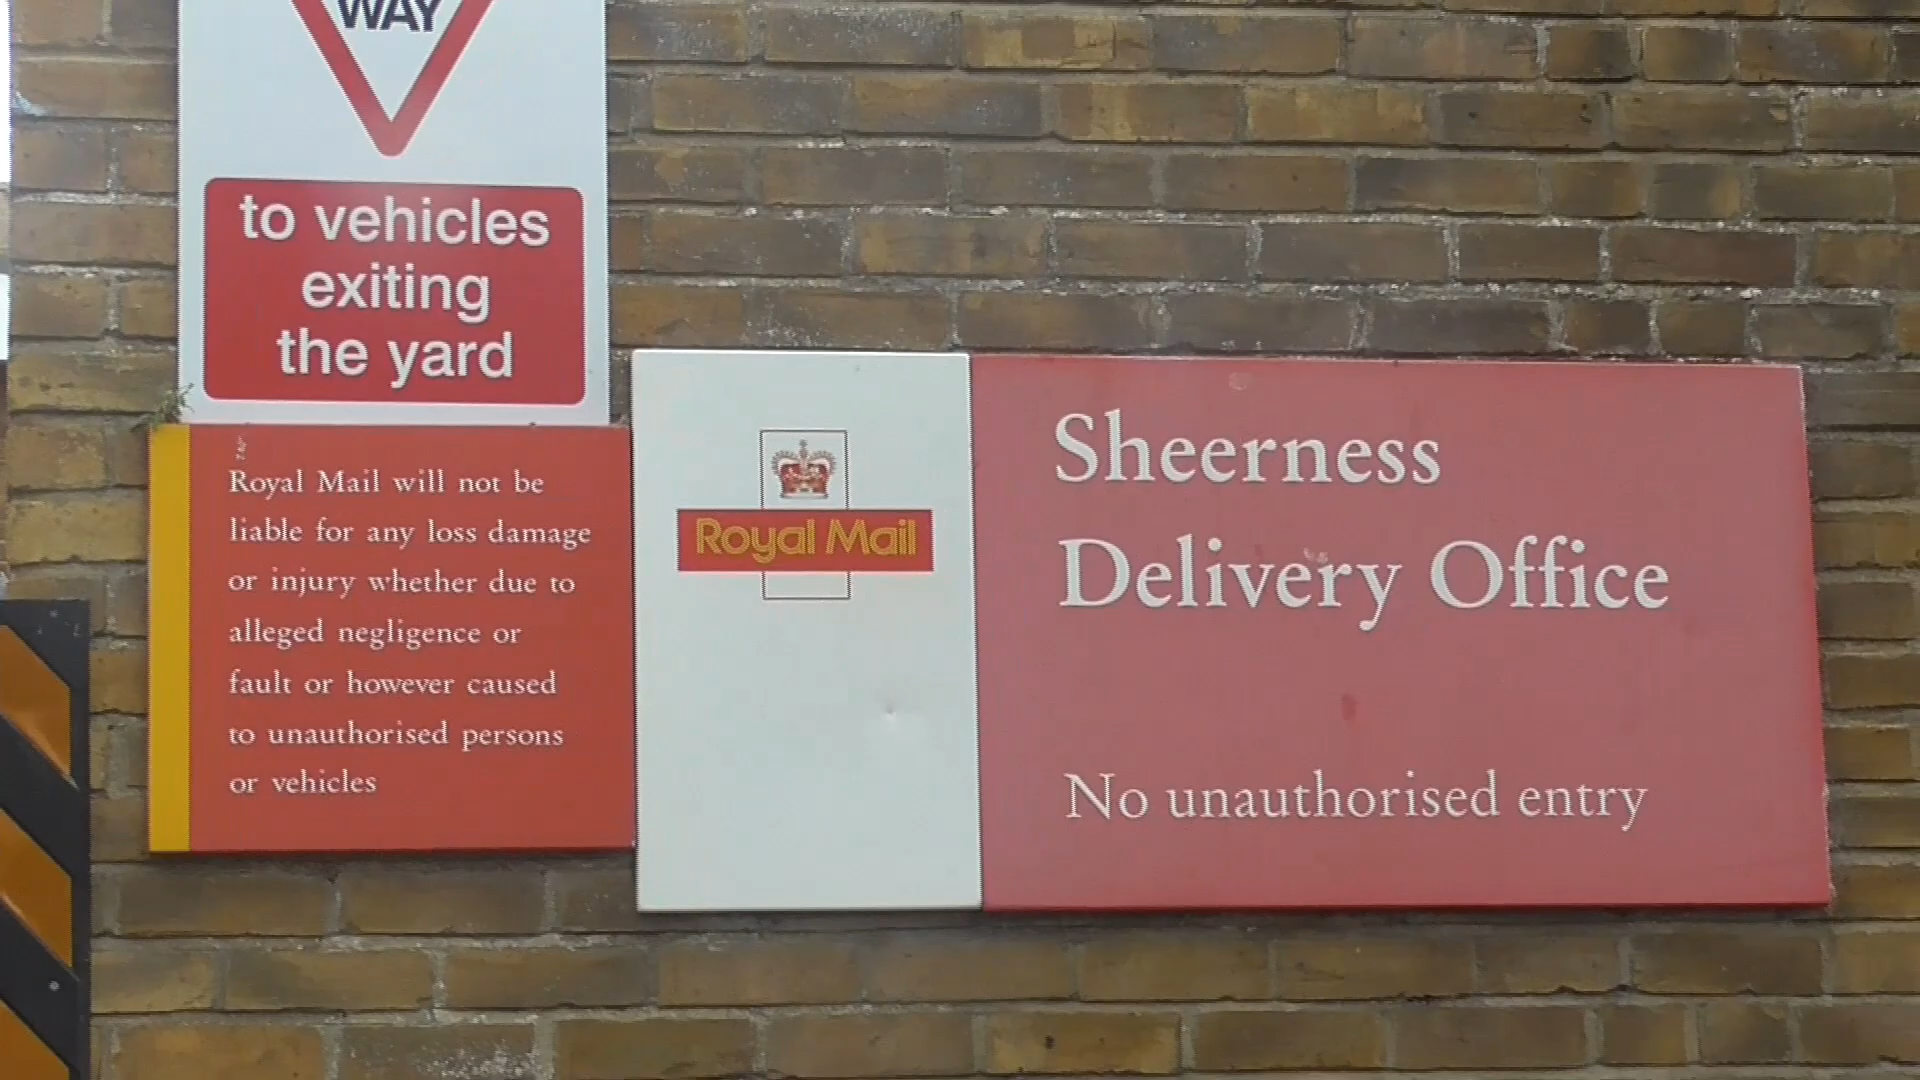 WAY
to vehicles
exiting
the yard
Royal Mail will not be
liable for any loss damage
or injury whether due to
alleged negligence or
fault or however caused
to unauthorised persons
or vehicles
Royal Mail
Sheerness
Delivery Office
No unauthorised entry